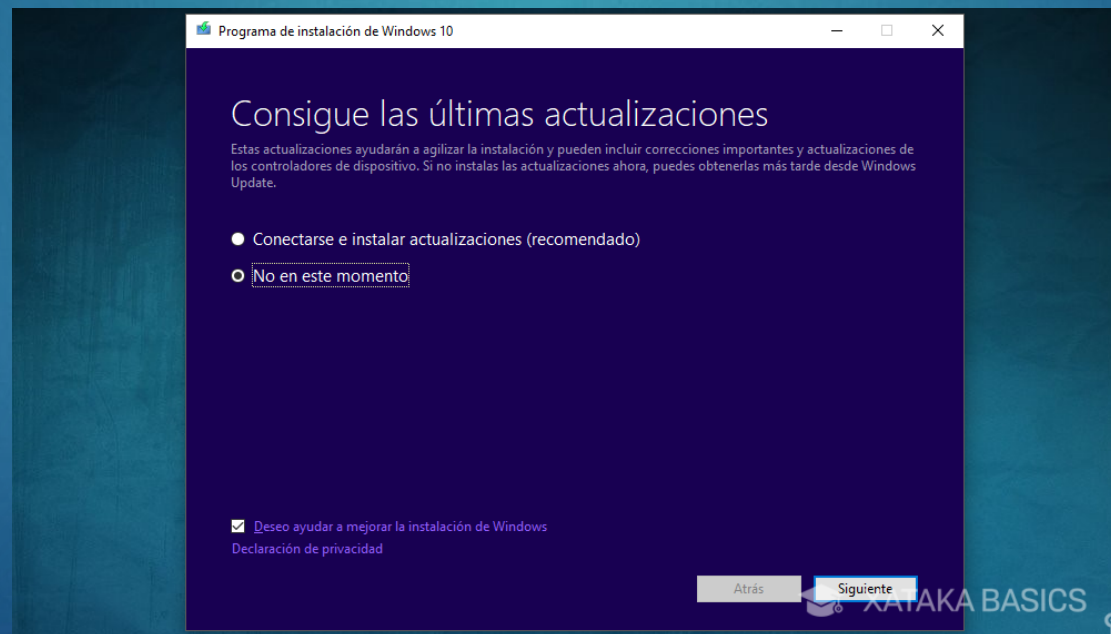 Programa de instalación de Windows 10
Consigue las últimas actualizaciones
Estas actualizaciones ayudarán a agilizar la instalación y pueden incluir correcciones importantes y actualizaciones de
los controladores de dispositivo. Si no instalas las actualizaciones ahora, puedes obtenerlas más tarde desde Windows
Update.
Conectarse e instalar actualizaciones (recomendado)
No en este momento
Deseo ayudar a mejorar la instalación de Windows
Declaración de privacidad
Atrás
Siguiente
XATAKA BASICS